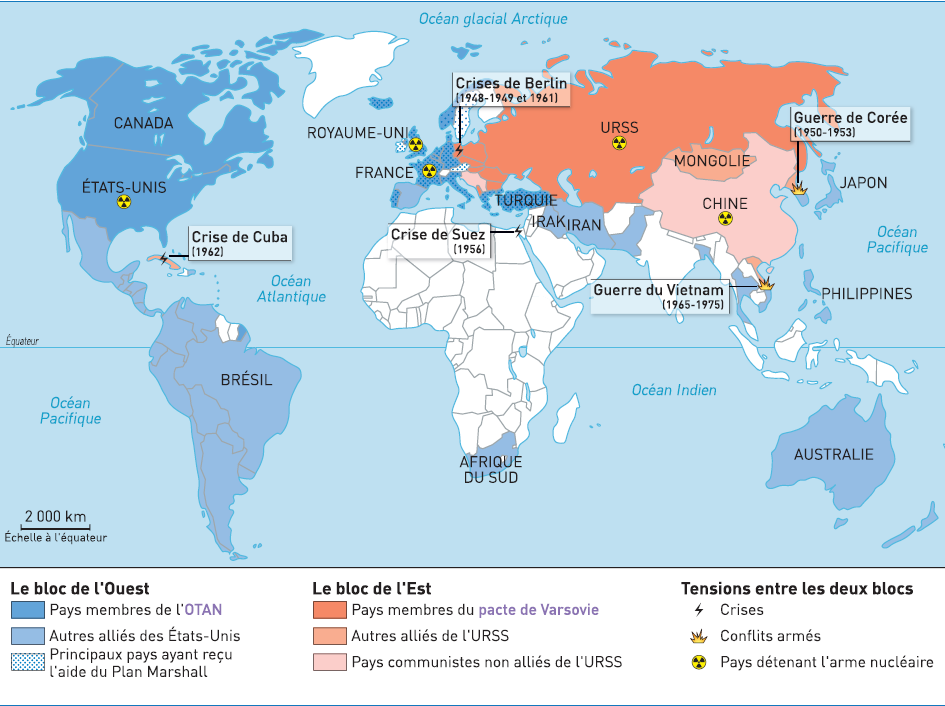 Océan glacial Arctique
Crises de Berlin
(1948-1949 et 1961)
Guerre de Corée
(1950-1953)
CANADA
ROYAUME-UNI
URSS
MONGOLIE
FRANCE
JAPON
ÉTATS-UNIS
TURQUIE
CHINE
IRAK
IRAN
Crise de Suez
(1956)
Crise de Cuba
(1962)
Océan
Pacifique
Océan
Atlantique
Guerre du Vietnam
(1965-1975)
PHILIPPINES
Équateur
BRÉSIL
Océan Indien
Océan
Pacifique
AFRIQUE
DU SUD
AUSTRALIE
2 000 km
Échelle à l'équateur
Le bloc de l'Ouest
Pays membres de l'OTAN
Autres alliés des États-Unis
Principaux pays ayant reçu
l'aide du Plan Marshall
Le bloc de l'Est
Pays membres du pacte de Varsovie
Autres alliés de l'URSS
Pays communistes non alliés de l'URSS
Tensions entre les deux blocs
Crises
Conflits armés
Pays détenant l'arme nucléaire